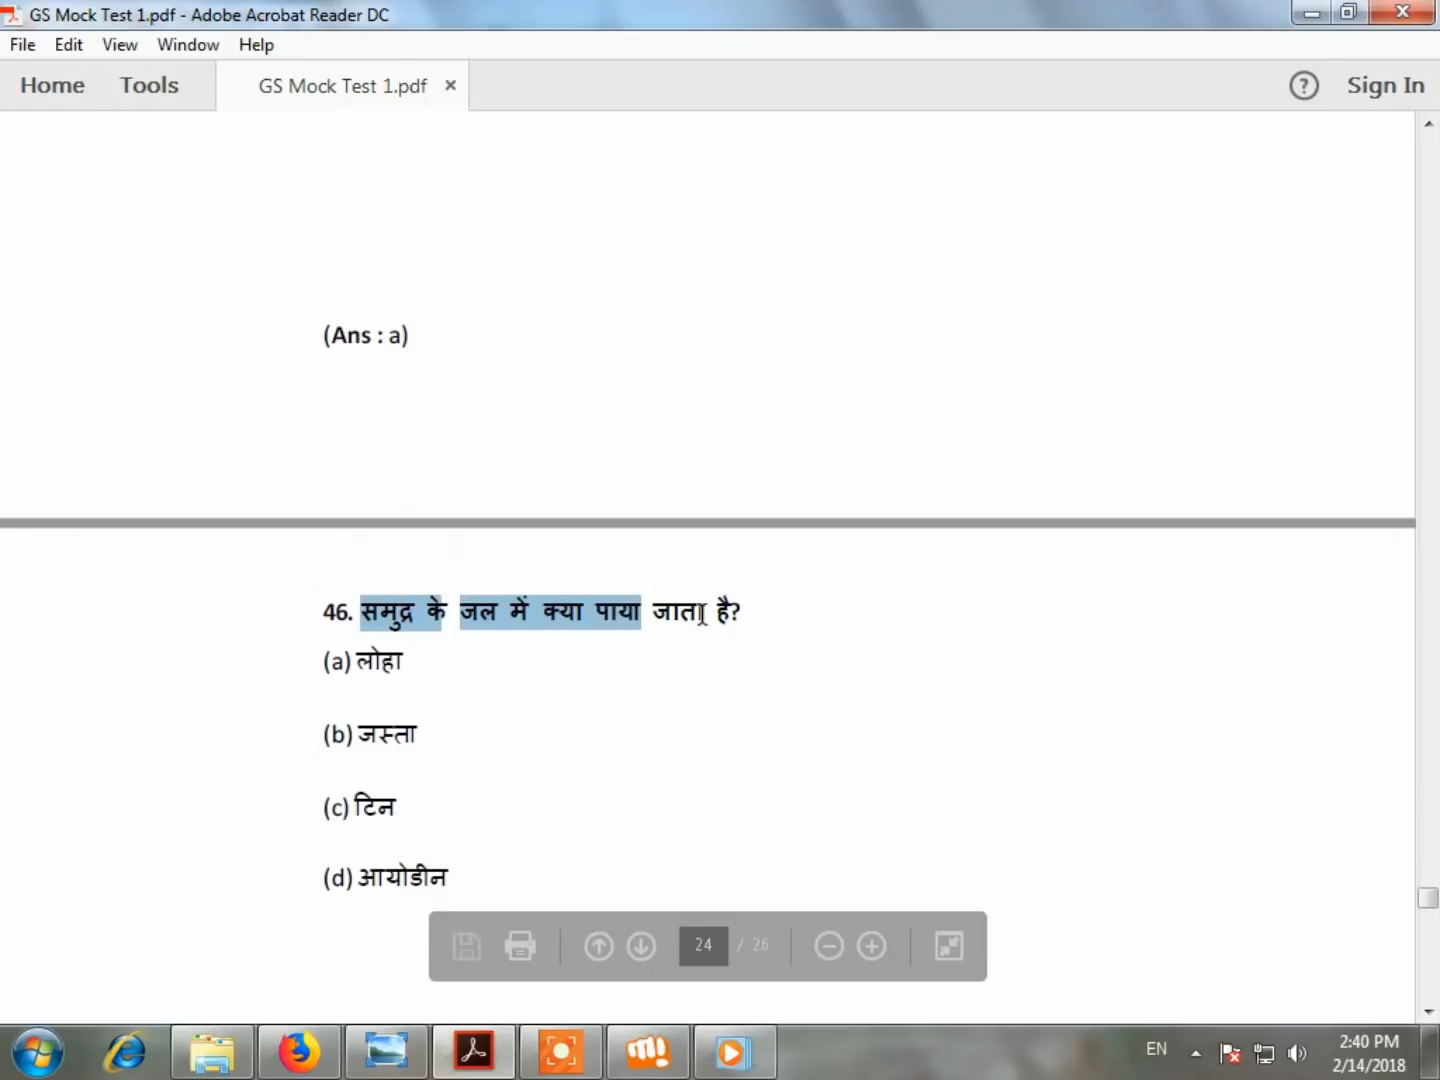 GS Mock Test 1.pdf - Adobe Acrobat Reader DC
File Edit View Window Help
Home Tools GS Mock Test 1.pdf × ? Sign In
(Ans : a)
46. समुद्र के जल में क्या पाया जाता है?
(a) लोहा
(b) जस्ता
(c) टिन
(d) आयोडीन
24 / 26
EN 2:40 PM
2/14/2018